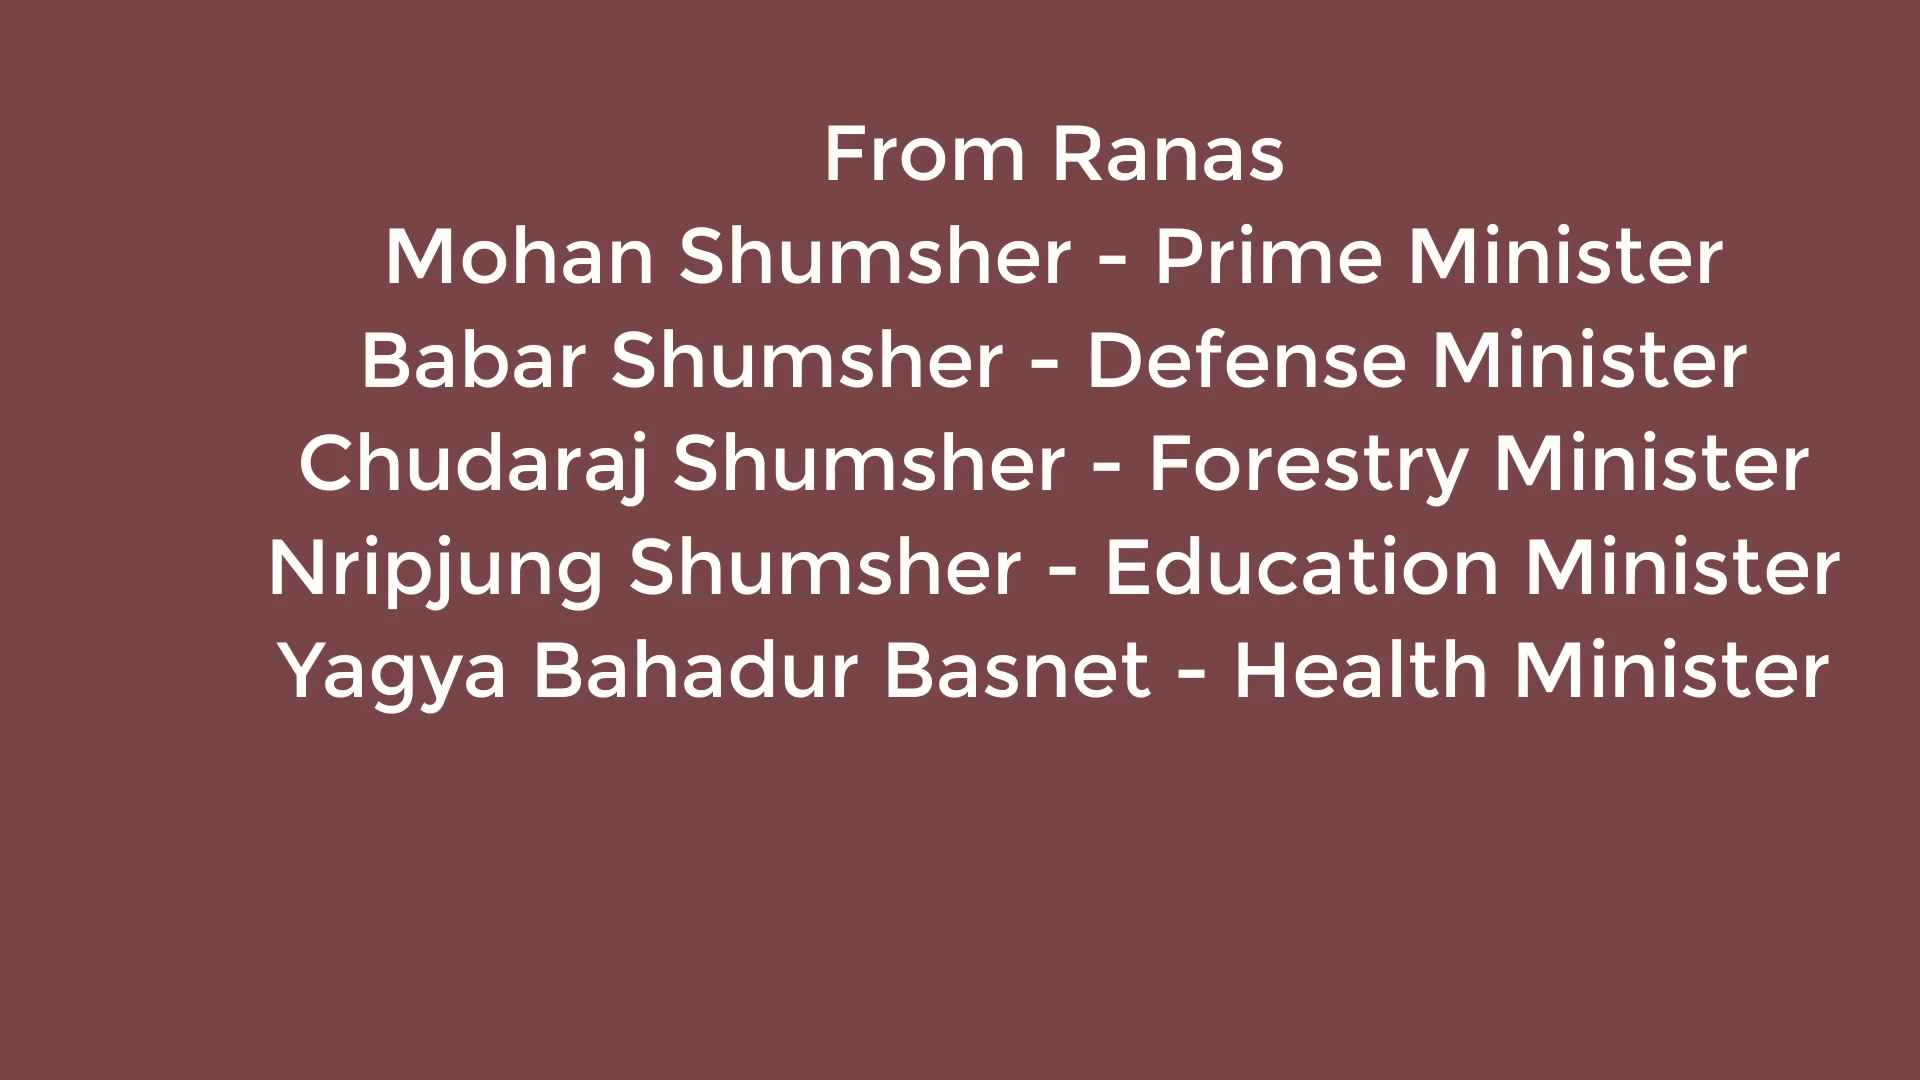 From Ranas
Mohan Shumsher - Prime Minister
Babar Shumsher - Defense Minister
Chudaraj Shumsher - Forestry Minister
Nripjung Shumsher - Education Minister
Yagya Bahadur Basnet - Health Minister